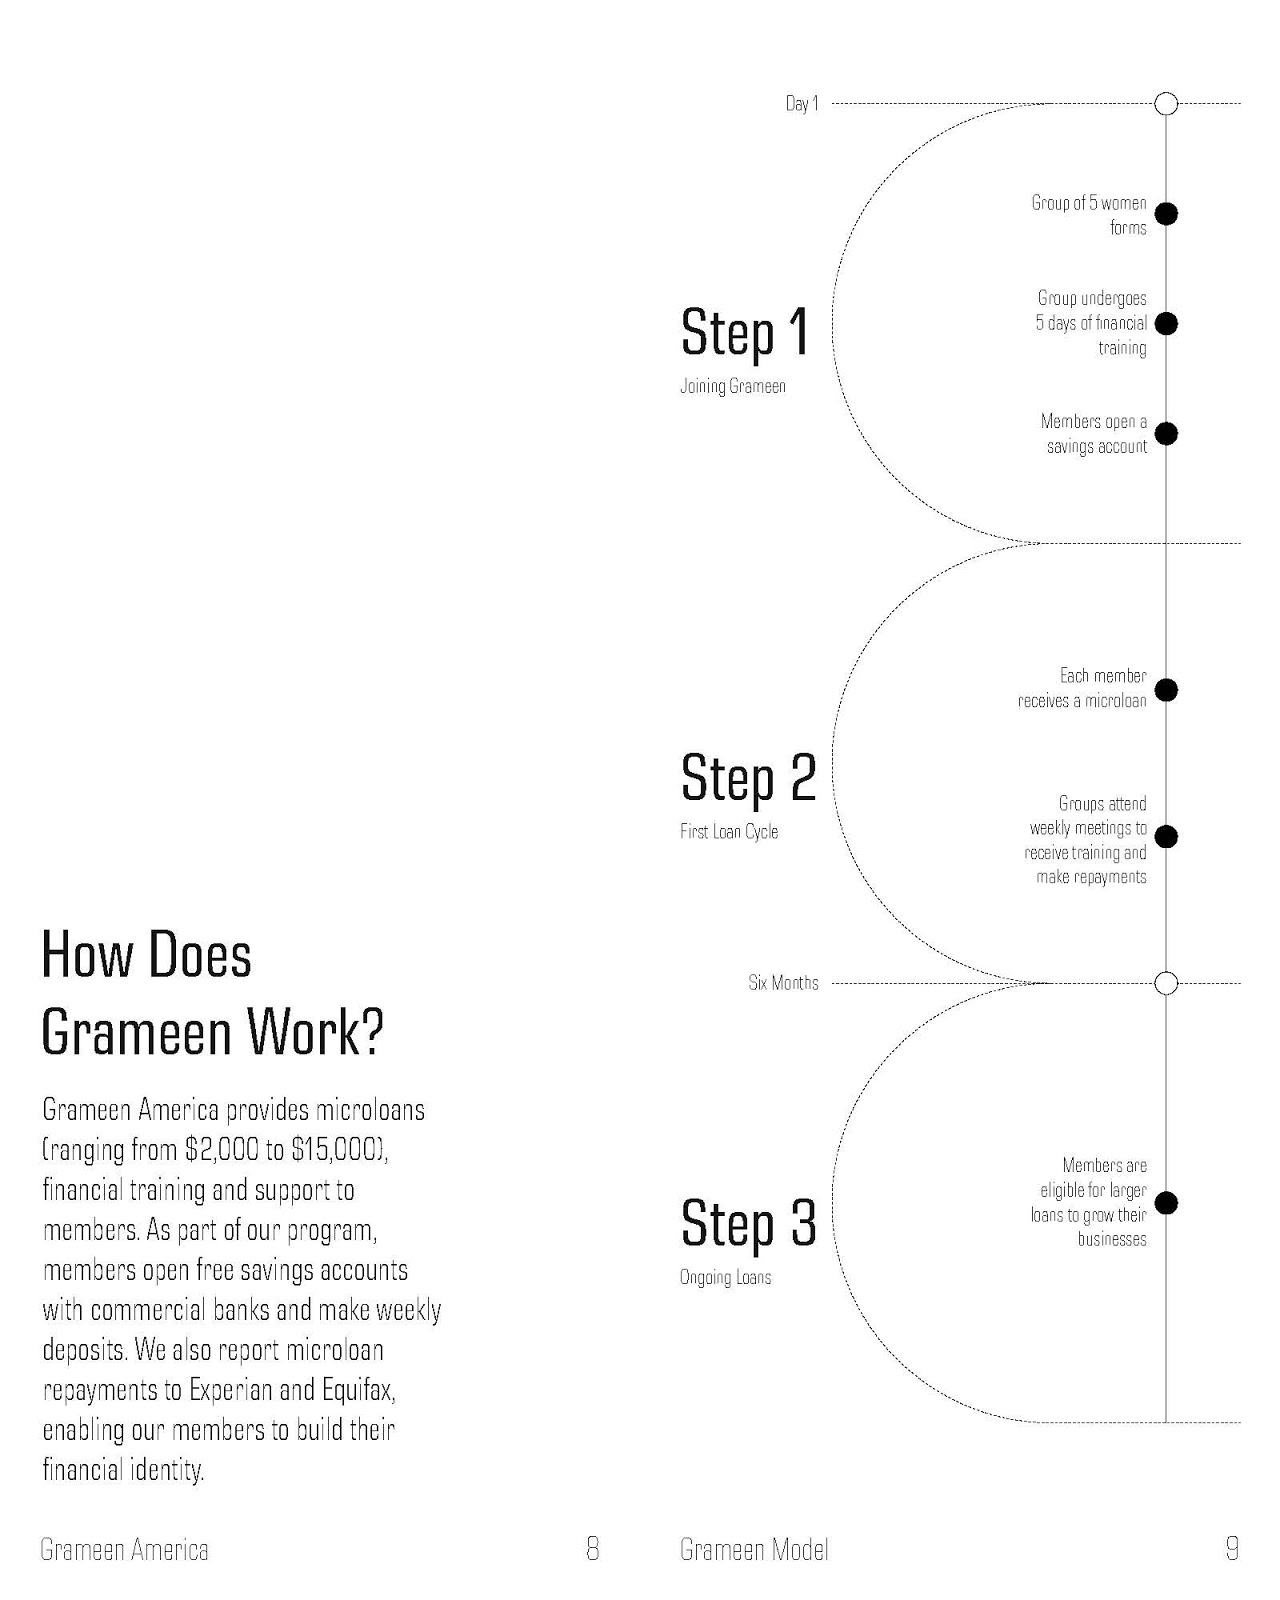 How Does
Grameen Work?
Grameen America provides microloans
(ranging from $2,000 to $15,000),
financial training and support to
members. As part of our program,
members open free savings accounts
with commercial banks and make weekly
deposits. We also report microloan
repayments to Experian and Equifax,
enabling our members to build their
financial identity.
Grameen America
8
Day 1
Group of 5 women
forms
Group undergoes
5 days of financial
training
Step 1
Joining Grameen
Members open a
savings account
Each member
receives a microloan
Step 2
First Loan Cycle
Groups attend
weekly meetings to
receive training and
make repayments
Six Months
Members are
eligible for larger
loans to grow their
businesses
Step 3
Ongoing Loans
Grameen Model
9